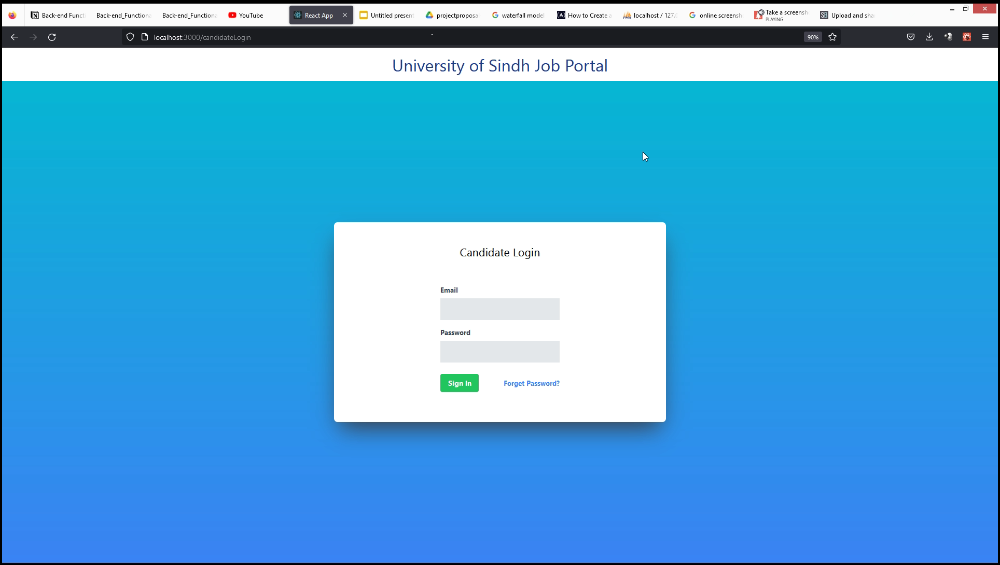 Back-end Functi
Back-end_Functiona
Back-end_Functiona
YouTube
React App
Untitled present
projectproposal
waterfall model
How to Create a
localhost / 127.0
online screensh
Take a screensh
PLAYING
Upload and sha
localhost:3000/candidateLogin
90%
University of Sindh Job Portal
Candidate Login
Email
Password
Sign In
Forget Password?